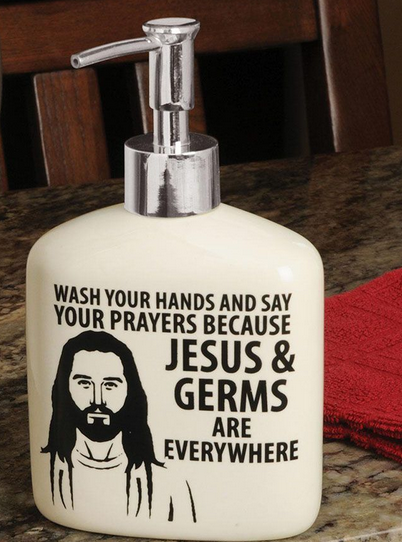 WASH YOUR HANDS AND SAY
YOUR PRAYERS BECAUSE
JESUS &
GERMS
ARE
EVERYWHERE